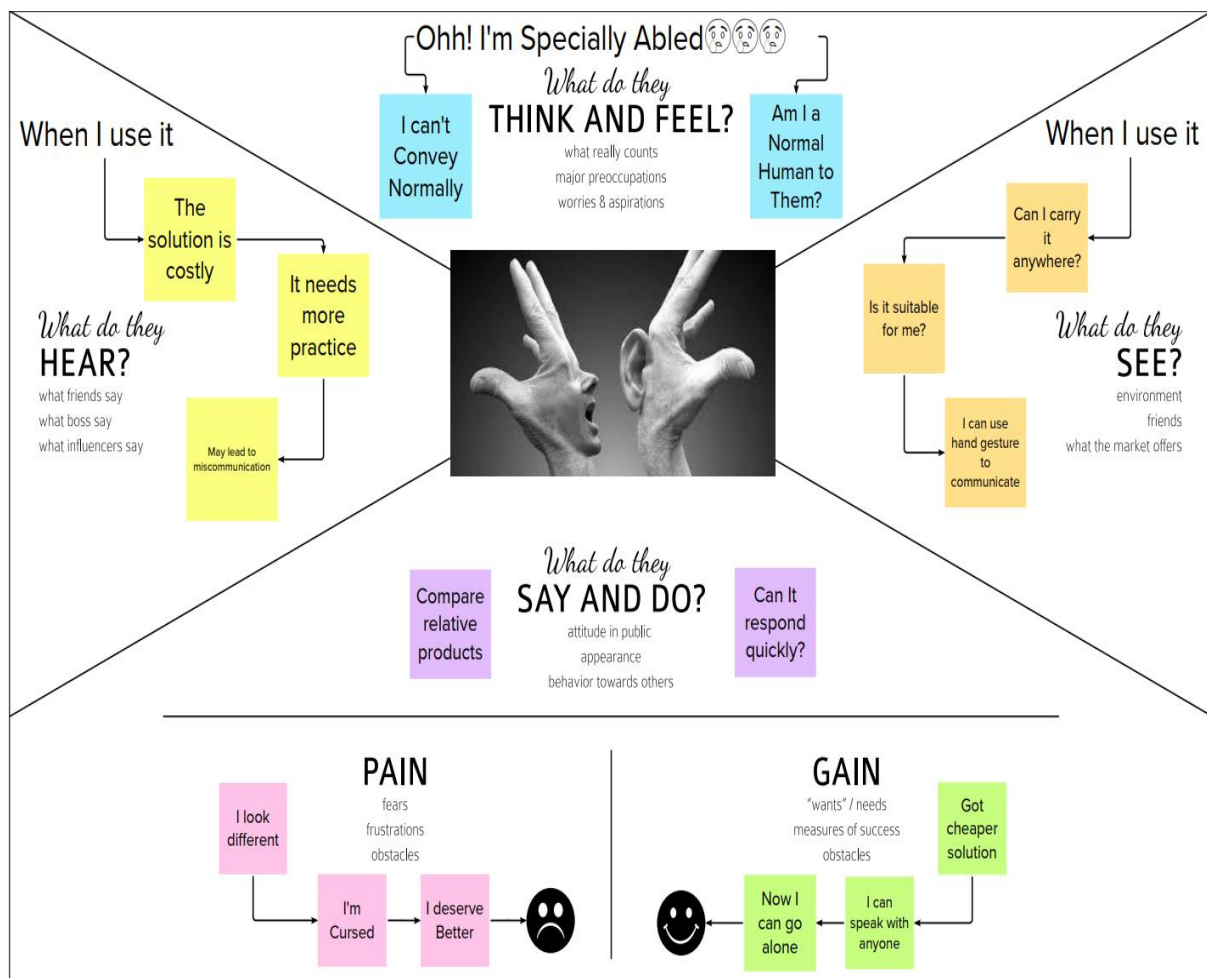 Ohh! I'm Specially Abled
What do they
THINK AND FEEL?
what really counts
major preoccupations
worries & aspirations
I can't
Convey
Normally
Am I a
Normal
Human to
Them?
When I use it
The
solution is
costly
It needs
more
practice
May lead to
miscommunication
What do they
HEAR?
what friends say
what boss say
what influencers say
When I use it
Can I carry
it
anywhere?
Is it suitable
for me?
I can use
hand gesture
to
communicate
What do they
SEE?
environment
friends
what the market offers
Compare
relative
products
What do they
SAY AND DO?
attitude in public
appearance
behavior towards others
Can It
respond
quickly?
PAIN
fears
frustrations
obstacles
I look
different
I'm
Cursed
I deserve
Better
GAIN
"wants" / needs
measures of success
obstacles
Got
cheaper
solution
I can
speak with
anyone
Now I
can go
alone